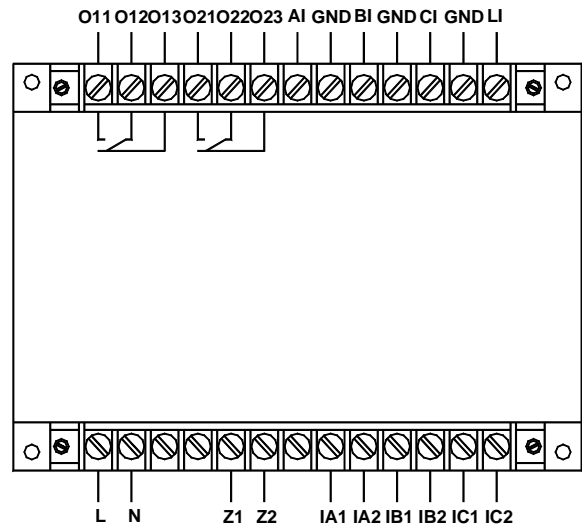 O11 O12 O13 O21 O22 O23 AI GND BI GND CI GND LI
L N Z1 Z2 IA1 IA2 IB1 IB2 IC1 IC2